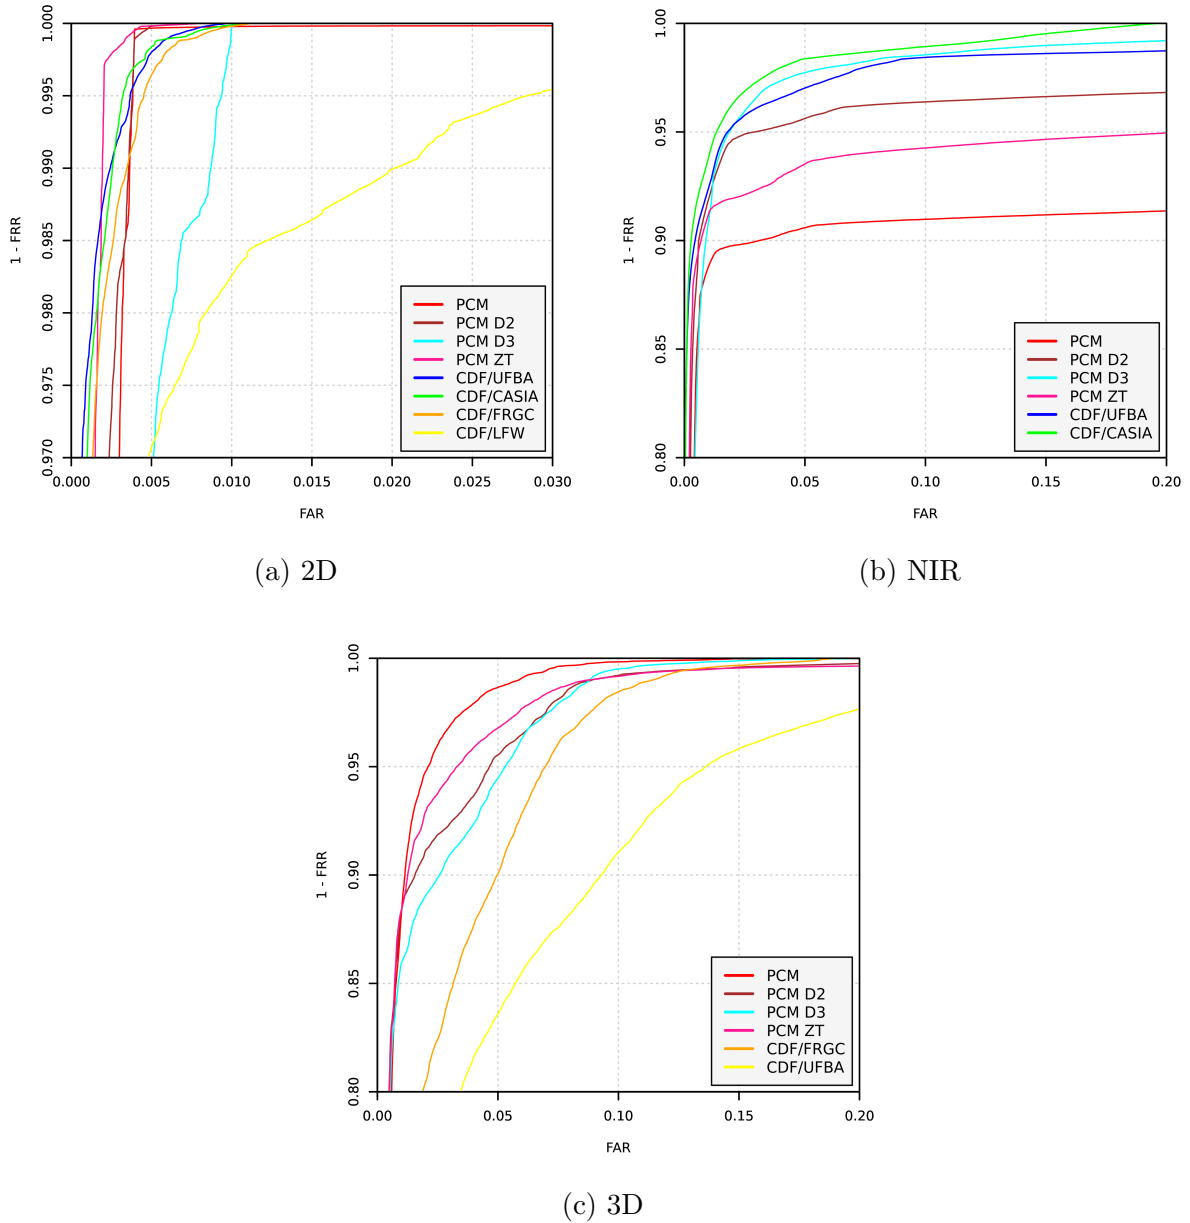 1.000
0.995
0.990
0.985
0.980
0.975
0.970
1 - FRR
PCM
PCM D2
PCM D3
PCM ZT
CDF/UFBA
CDF/CASIA
CDF/FRGC
CDF/LFW
0.000 0.005 0.010 0.020 0.025 0.030
FAR
(a) 2D
1.00
0.95
0.90
0.85
0.80
1 - FRR
PCM
PCM D2
PCM D3
PCM ZT
CDF/UFBA
CDF/CASIA
0.00 0.05 0.10 0.15 0.20
FAR
(b) NIR
1.00
0.95
0.90
0.85
0.80
1 - FRR
PCM
PCM D2
PCM D3
PCM ZT
CDF/FRGC
CDF/UFBA
0.00 0.05 0.10 0.15 0.20
FAR
(c) 3D